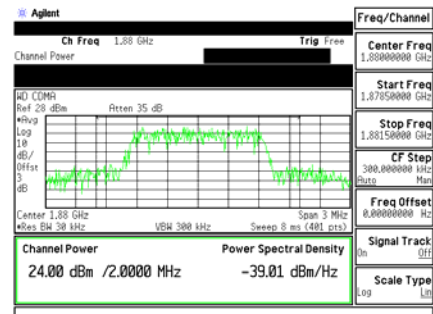 Agilent
Freq/Channel
Ch Freq 1.88 GHz Trig Free
Channel Power
Center Freq
1.88000000 GHz
Start Freq
1.87850000 GHz
Stop Freq
1.88150000 GHz
CF Step
300.000000 kHz
Auto Man
Freq Offset
0.00000000 Hz
Signal Track
On Off
Scale Type
Log Lin
WD CDMA
Ref 28 dBm Atten 35 dB
#Avg
Log
10
dB/
Offst
3
dB
Center 1.88 GHz Span 3 MHz
#Res BW 30 kHz VBW 300 kHz Sweep 8 ms (401 pts)
Channel Power Power Spectral Density
24.00 dBm /2.0000 MHz -39.01 dBm/Hz